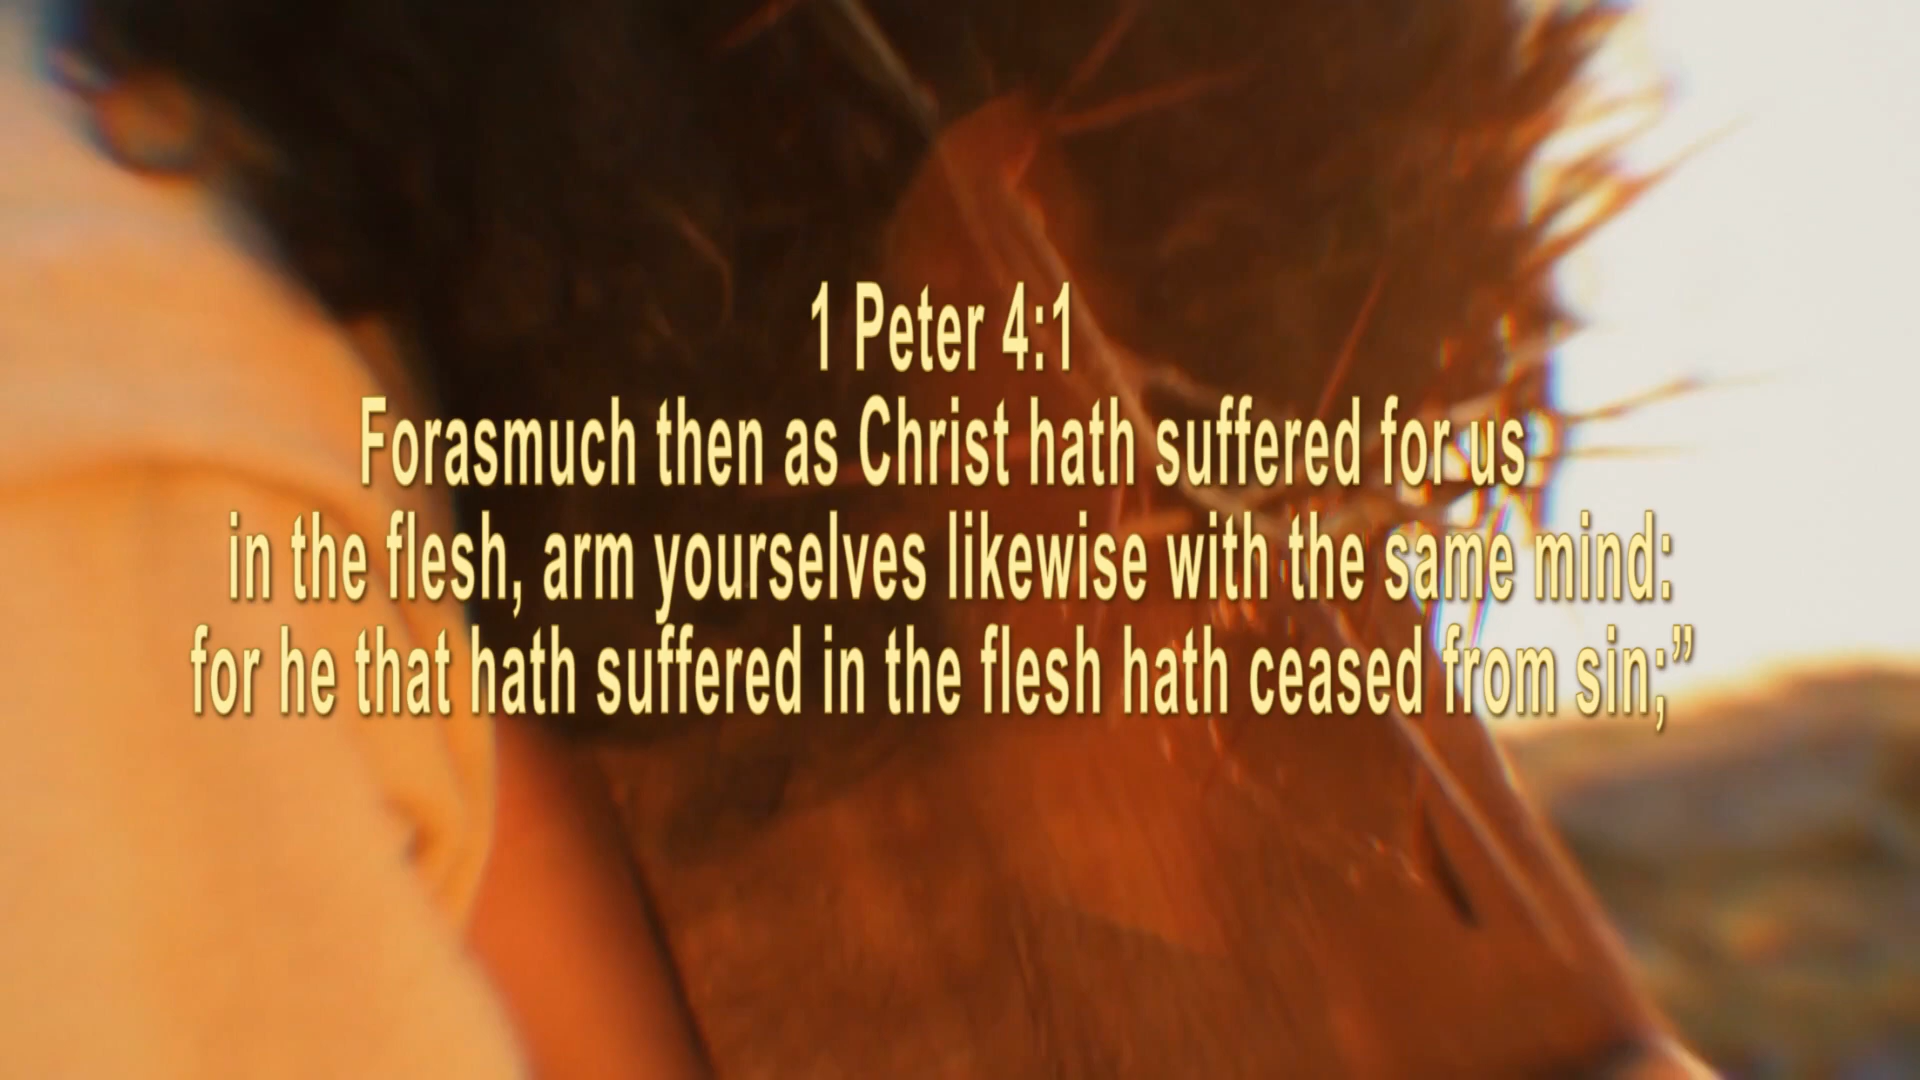 1 Peter 4:1
Forasmuch then as Christ hath suffered for us
in the flesh, arm yourselves likewise with the same mind:
for he that hath suffered in the flesh hath ceased from sin;”